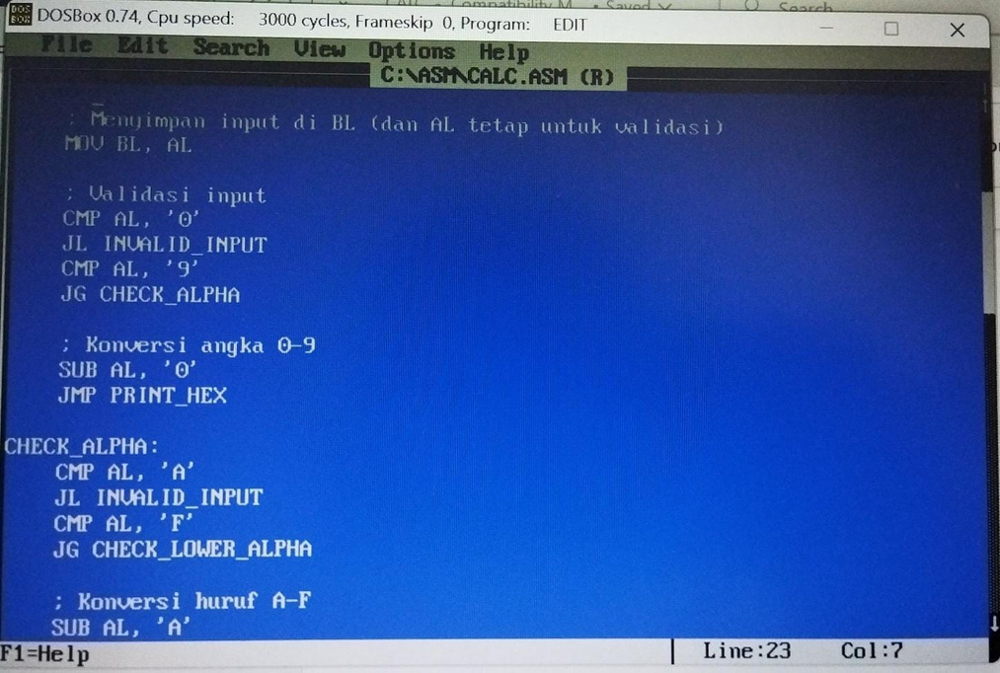 DOSBox 0.74, Cpu speed: 3000 cycles, Frameskip 0, Program: EDIT
File Edit Search View Options Help
C:\ASM\CALC.ASM (R)
; Menyimpan input di BL (dan AL tetap untuk validasi)
MOV BL, AL
; Validasi input
CMP AL, '0'
JL INVALID_INPUT
CMP AL, '9'
JG CHECK_ALPHA
; Konversi angka 0-9
SUB AL, '0'
JMP PRINT_HEX
CHECK_ALPHA:
CMP AL, 'A'
JL INVALID_INPUT
CMP AL, 'F'
JG CHECK_LOWER_ALPHA
; Konversi huruf A-F
SUB AL, 'A'
F1=Help Line:23 Col:7